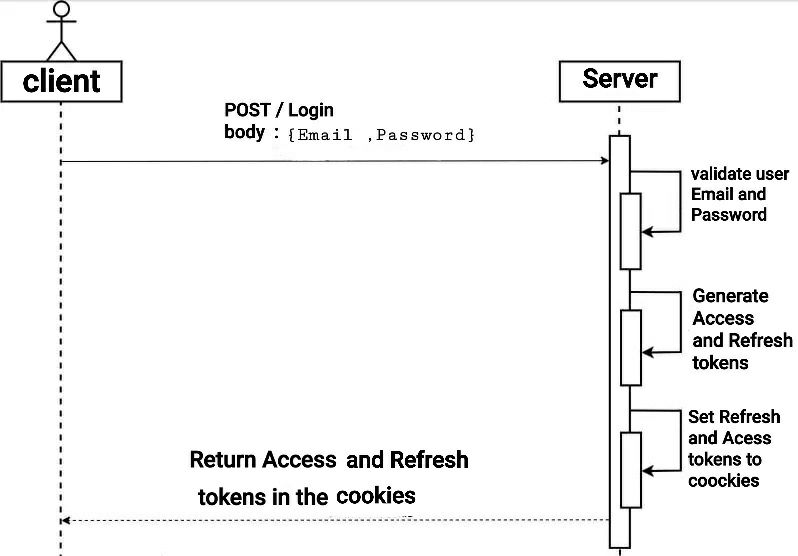 client
Server
POST / Login
body : {Email ,Password}
validate user
Email and
Password
Generate
Access
and Refresh
tokens
Set Refresh
and Acess
tokens to
coockies
Return Access and Refresh
tokens in the cookies